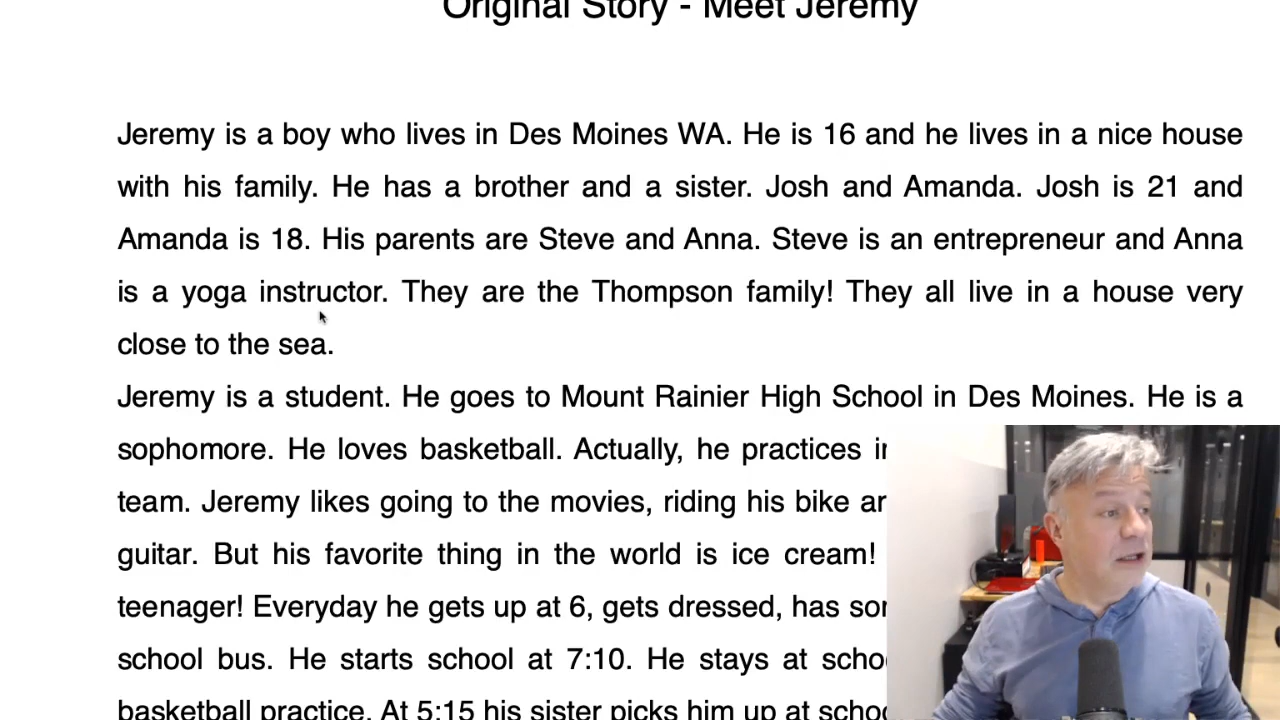 Original Story - Meet Jeremy
Jeremy is a boy who lives in Des Moines WA. He is 16 and he lives in a nice house
with his family. He has a brother and a sister. Josh and Amanda. Josh is 21 and
Amanda is 18. His parents are Steve and Anna. Steve is an entrepreneur and Anna
is a yoga instructor. They are the Thompson family! They all live in a house very
close to the sea.
Jeremy is a student. He goes to Mount Rainier High School in Des Moines. He is a
sophomore. He loves basketball. Actually, he practices
team. Jeremy likes going to the movies, riding his bike
guitar. But his favorite thing in the world is ice cream!
teenager! Everyday he gets up at 6, gets dressed, has
school bus. He starts school at 7:10. He stays at
basketball practice. At 5:15 his sister picks him up at